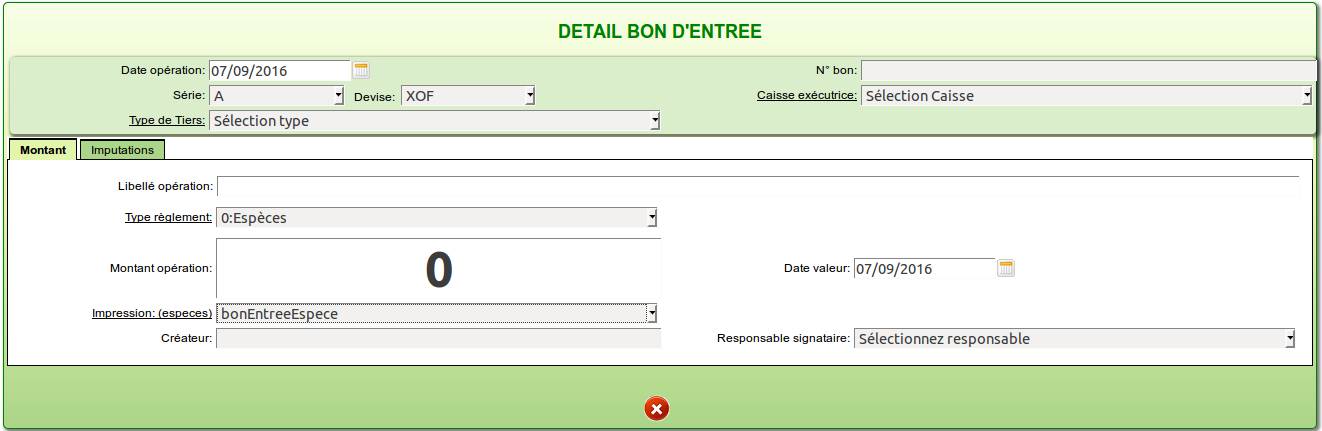 DETAIL BON D'ENTREE
Date opération: 07/09/2016 N° bon:
Série: A Devise: XOF Caisse exécutrice: Sélection Caisse
Type de Tiers: Sélection type
Montant Imputations
Libellé opération:
Type règlement: 0:Espèces
Montant opération: 0 Date valeur: 07/09/2016
Impression: (especes) bonEntreeEspece
Créateur: Responsable signataire: Sélectionnez responsable